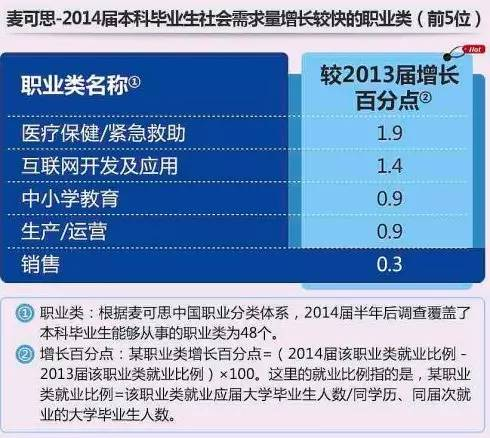 麦可思-2014届本科毕业生社会需求量增长较快的职业类（前5位）
Hot
职业类名称①
较2013届增长
百分点②
医疗保健/紧急救助 1.9
互联网开发及应用 1.4
中小学教育 0.9
生产/运营 0.9
销售 0.3
① 职业类：根据麦可思中国职业分类体系，2014届半年后调查覆盖了
本科毕业生能够从事的职业类为48个。
② 增长百分点：某职业类增长百分点=（2014届该职业类就业比例-
2013届该职业类就业比例）×100。这里的就业比例指的是，某职业
类就业比例=该职业类就业应届大学毕业生人数/同学历、同届次就
业的大学毕业生人数。